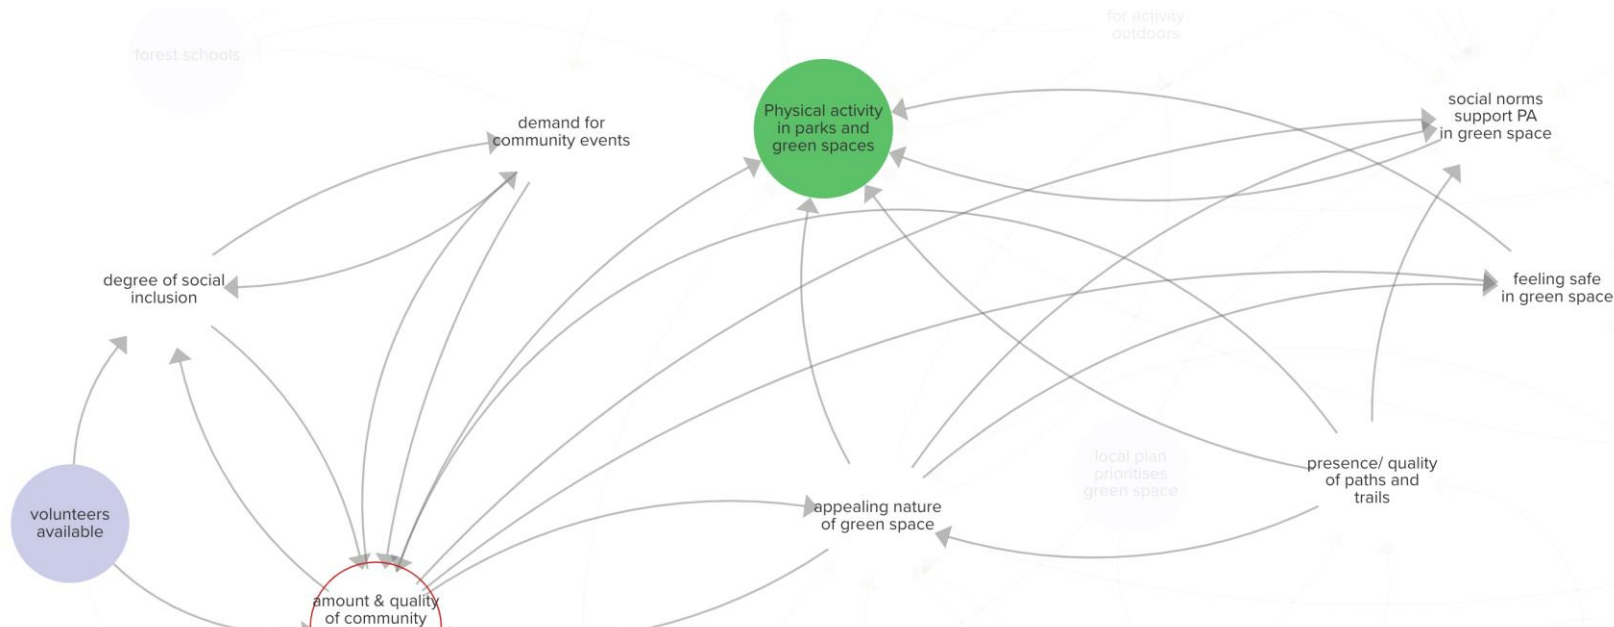 forest schools
for activity
outdoors
demand for
community events
Physical activity
in parks and
green spaces
social norms
support PA
in green space
degree of social
inclusion
feeling safe
in green space
local plan
prioritises
green space
presence/ quality
of paths and
trails
appealing nature
of green space
volunteers
available
amount & quality
of community